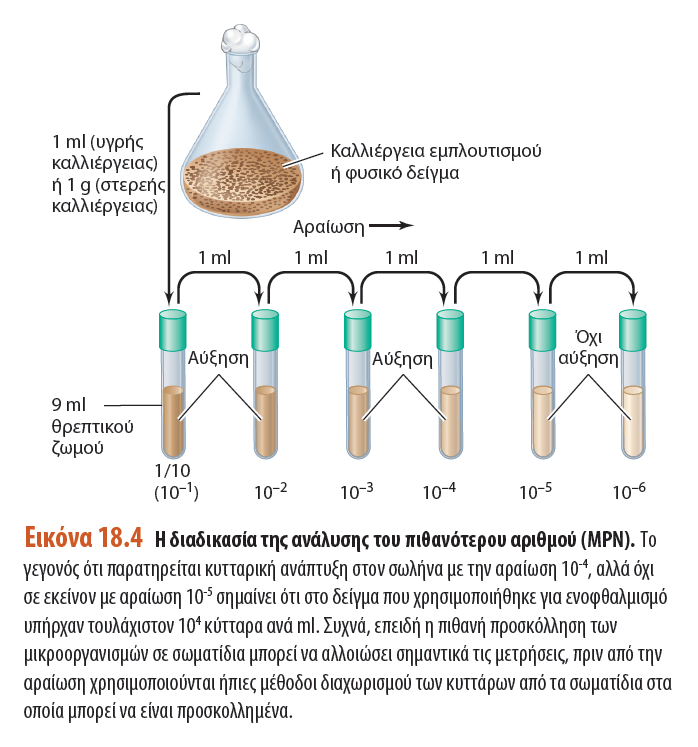 1 ml (υγρής
καλλιέργειας)
ή 1 g (στερεής
καλλιέργειας)
Καλλιέργεια εμπλουτισμού
ή φυσικό δείγμα
Αραίωση
1 ml
1 ml
1 ml
1 ml
1 ml
Αύξηση
Αύξηση
Όχι
αύξηση
9 ml
θρεπτικού
ζωμού
1/10
(10⁻¹)
10⁻²
10⁻³
10⁻⁴
10⁻⁵
10⁻⁶
Εικόνα 18.4 Η διαδικασία της ανάλυσης του πιθανότερου αριθμού (MPN). Το
γεγονός ότι παρατηρείται κυτταρική ανάπτυξη στον σωλήνα με την αραίωση 10⁻⁴, αλλά όχι
σε εκείνον με αραίωση 10⁻⁵ σημαίνει ότι στο δείγμα που χρησιμοποιήθηκε για ενοφθαλμισμό
υπήρχαν τουλάχιστον 10⁴ κύτταρα ανά ml. Συχνά, επειδή η πιθανή προσκόλληση των
μικροοργανισμών σε σωματίδια μπορεί να αλλοιώσει σημαντικά τις μετρήσεις, πριν από την
αραίωση χρησιμοποιούνται ήπιες μέθοδοι διαχωρισμού των κυττάρων από τα σωματίδια στα
οποία μπορεί να είναι προσκολλημένα.